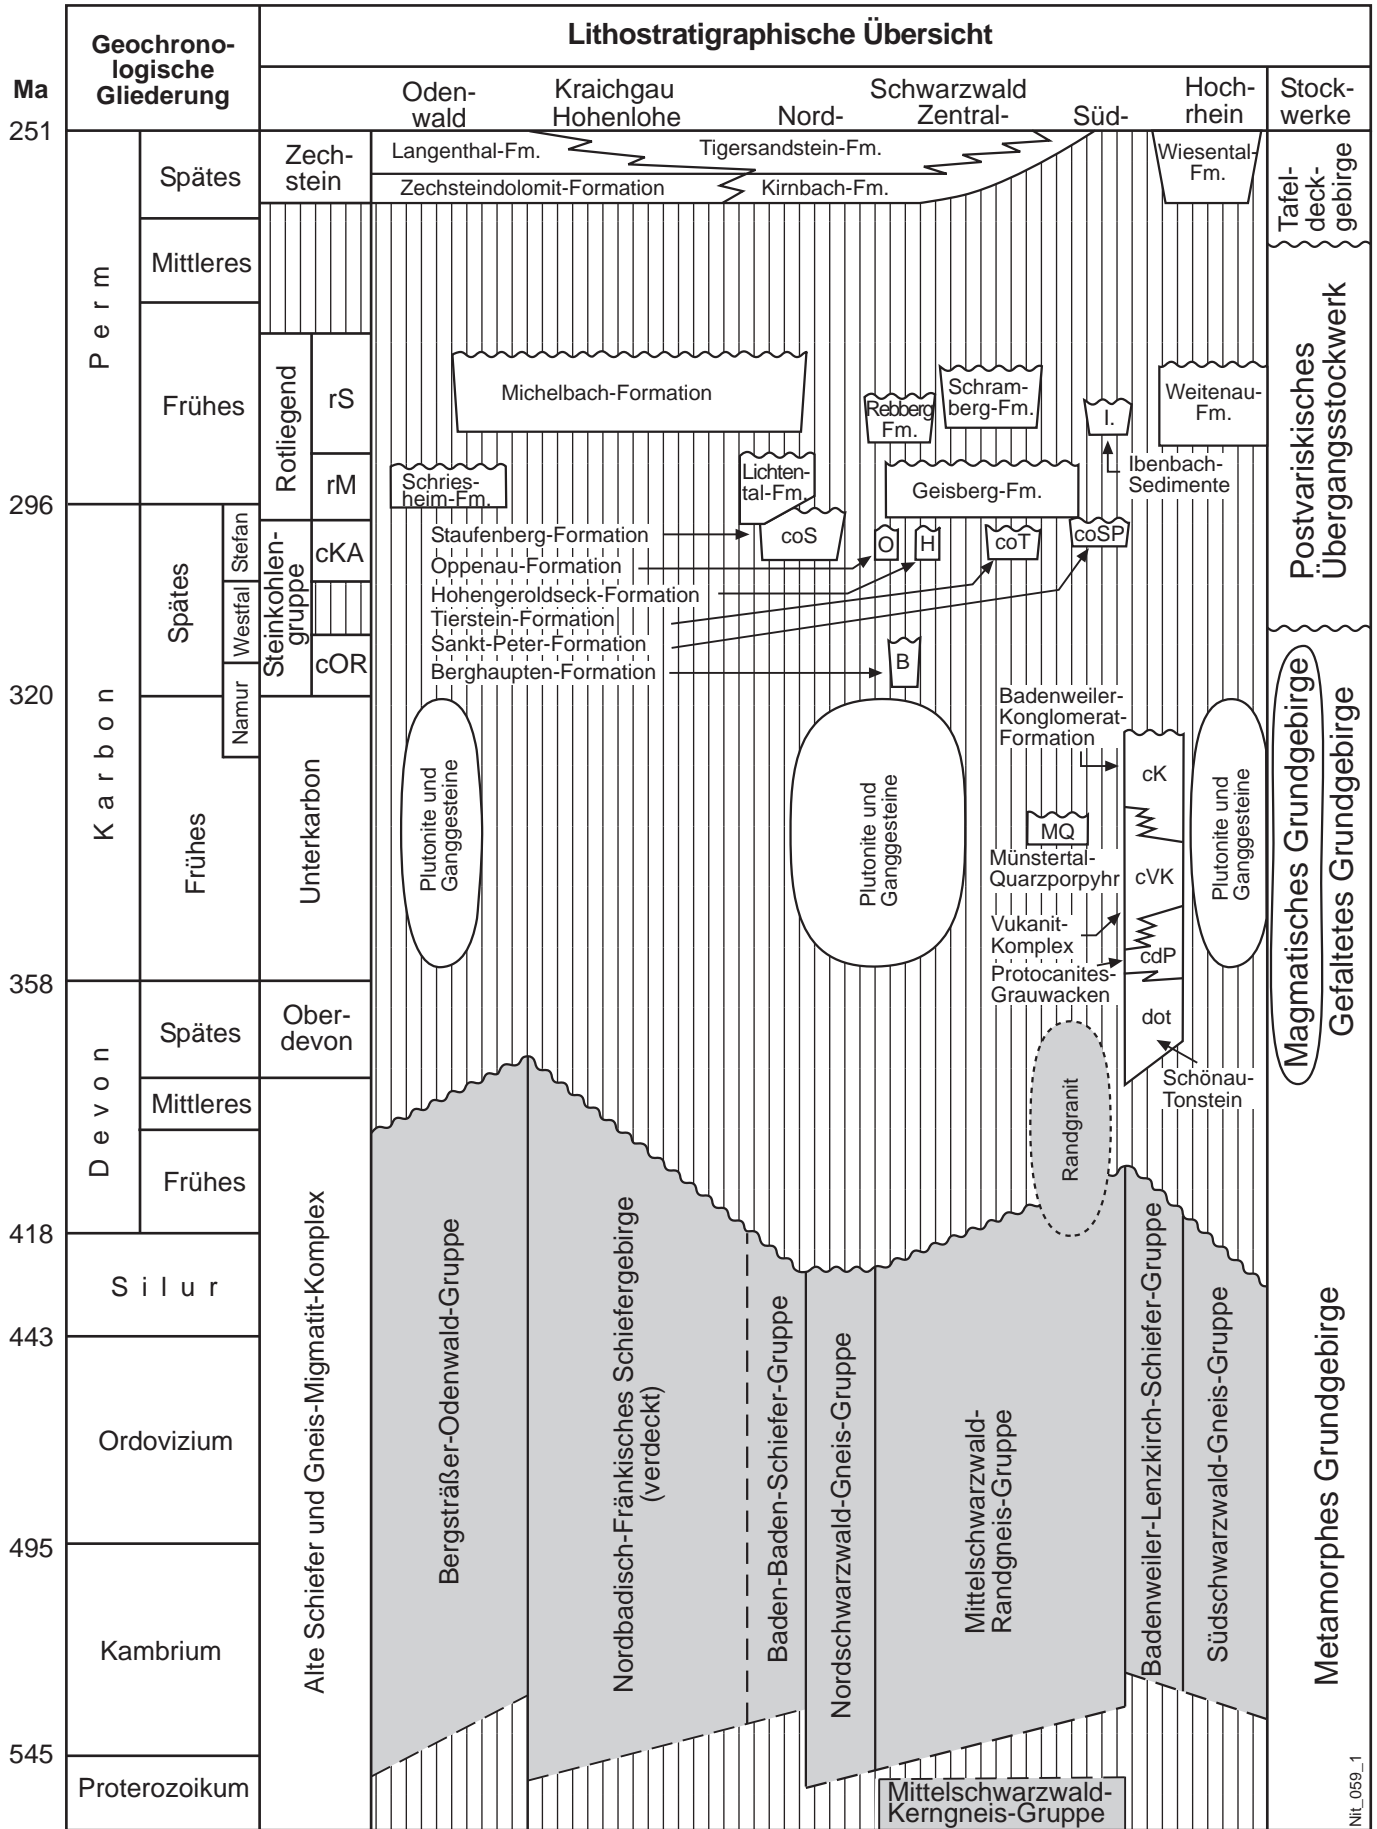 Lithostratigraphische Übersicht
Geochrono-
logische
Gliederung
Ma
Oden-
wald
Kraichgau
Hohenlohe
Schwarzwald
Nord-
Zentral-
Süd-
Hoch-
rhein
Stock-
werke
251
Perm
Spätes
Zech-
stein
Langenthal-Fm.
Tigersandstein-Fm.
Wiesental-
Fm.
Zechsteindolomit-Formation
Kirnbach-Fm.
Tafel-
deck-
gebirge
Mittleres
Frühes
Rotliegend
rS
Michelbach-Formation
Rebberg
Fm.
Schram-
berg-Fm.
I.
Weitenau-
Fm.
Ibenbach-
Sedimente
rM
Schries-
heim-Fm.
Lichten-
tal-Fm.
Geisberg-Fm.
Postvariskisches
Übergangsstockwerk
296
Karbon
Spätes
Stefan
Westfal
Namur
Steinkohlen-
gruppe
cKA
cOR
Staufenberg-Formation
coS
O
H
coT
coSP
Oppenau-Formation
Hohengeroldseck-Formation
Tierstein-Formation
Sankt-Peter-Formation
Berghaupten-Formation
B
320
Frühes
Unterkarbon
Plutonite und
Ganggesteine
Plutonite und
Ganggesteine
Plutonite und
Ganggesteine
Badenweiler-
Konglomerat-
Formation
cK
MQ
Münstertal-
Quarzporpyhr
cVK
Vukanit-
Komplex
cdP
Protocanites-
Grauwacken
Magmatisches Grundgebirge
Gefaltetes Grundgebirge
358
Devon
Spätes
Ober-
devon
dot
Schönau-
Tonstein
Mittleres
Frühes
Randgranit
418
Silur
443
Ordovizium
495
Kambrium
545
Proterozoikum
Alte Schiefer und Gneis-Migmatit-Komplex
Bergsträßer-Odenwald-Gruppe
Nordbadisch-Fränkisches Schiefergebirge
(verdeckt)
Baden-Baden-Schiefer-Gruppe
Nordschwarzwald-Gneis-Gruppe
Mittelschwarzwald-
Randgneis-Gruppe
Badenweiler-Lenzkirch-Schiefer-Gruppe
Südschwarzwald-Gneis-Gruppe
Metamorphes Grundgebirge
Mittelschwarzwald-
Kerngneis-Gruppe
Nit_059_1